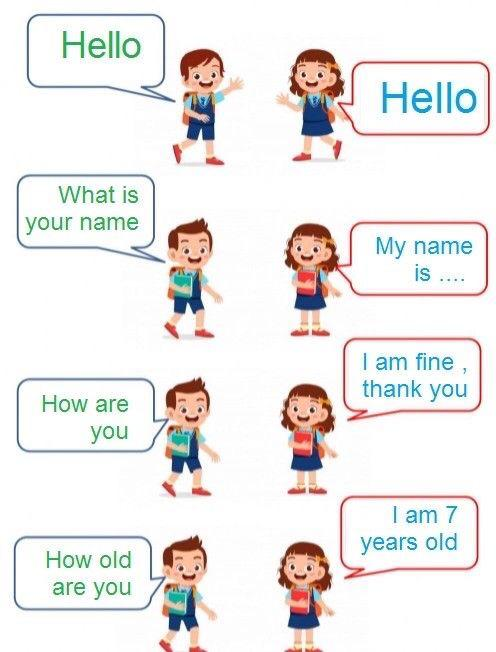 Hello
Hello
What is
your name
My name
is ....
How are
you
I am fine ,
thank you
How old
are you
I am 7
years old